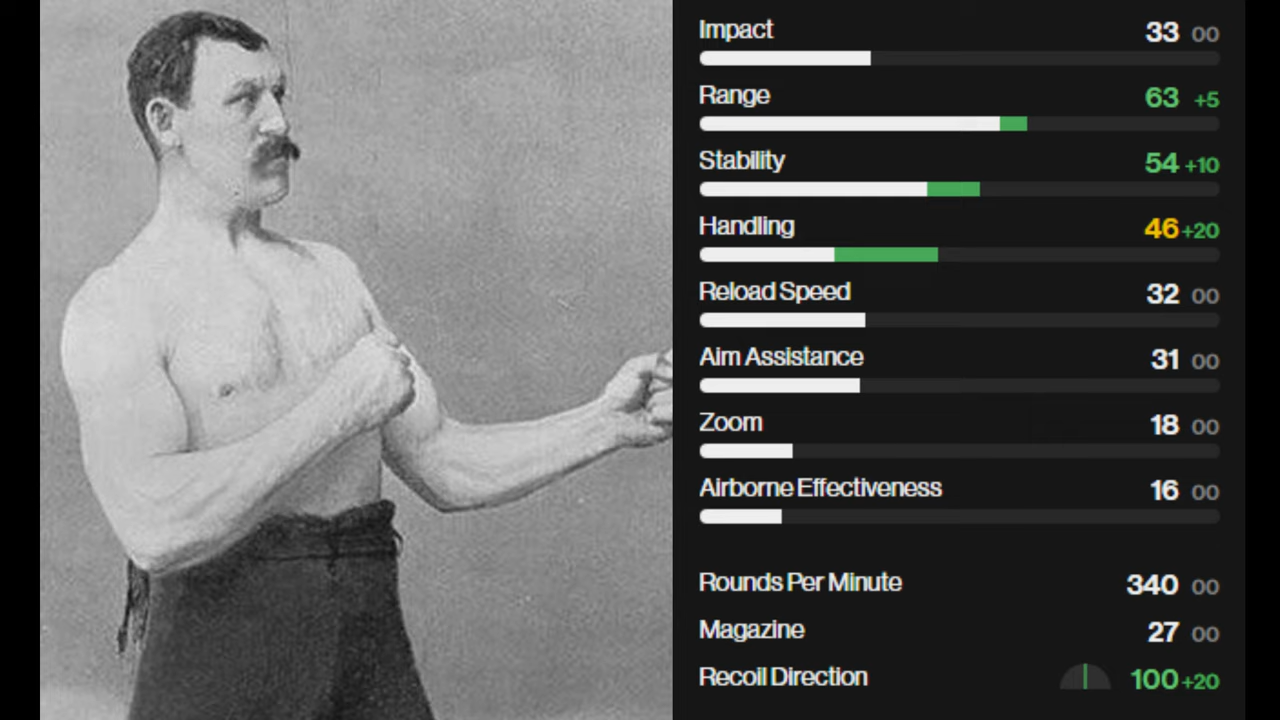 Impact 33 00
Range 63 +5
Stability 54 +10
Handling 46 +20
Reload Speed 32 00
Aim Assistance 31 00
Zoom 18 00
Airborne Effectiveness 16 00
Rounds Per Minute 340 00
Magazine 27 00
Recoil Direction 100 +20